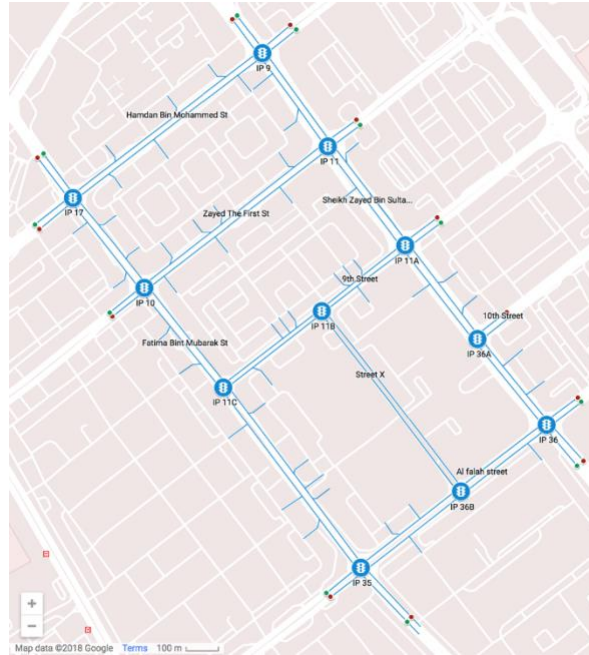 IP 9
Hamdan Bin Mohammed St
IP 11
IP 17
Zayed The First St
Sheikh Zayed Bin Sulta...
IP 11A
9th Street
IP 10
IP 11B
10th Street
Fatima Bint Mubarak St
IP 36A
Street X
IP 11C
IP 36
Al falah street
IP 36B
IP 35
+
−
Map data ©2018 Google Terms 100 m